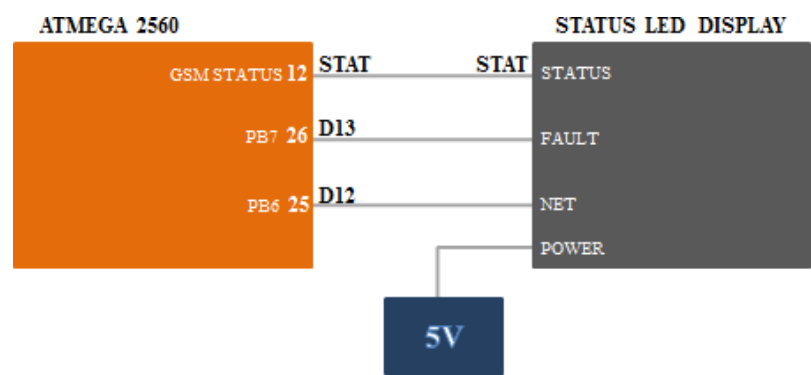 ATMEGA 2560
STATUS LED DISPLAY
GSM STATUS 12 STAT
STAT STATUS
PB7 26 D13
FAULT
PB6 25 D12
NET
POWER
5V